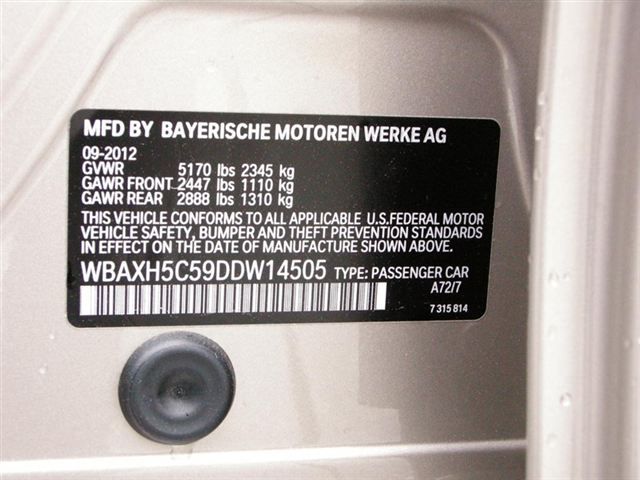 MFD BY BAYERISCHE MOTOREN WERKE AG
09-2012
GVWR 5170 lbs 2345 kg
GAWR FRONT 2447 lbs 1110 kg
GAWR REAR 2888 lbs 1310 kg
THIS VEHICLE CONFORMS TO ALL APPLICABLE U.S.FEDERAL MOTOR
VEHICLE SAFETY, BUMPER AND THEFT PREVENTION STANDARDS
IN EFFECT ON THE DATE OF MANUFACTURE SHOWN ABOVE.
WBAXH5C59DDW14505 TYPE: PASSENGER CAR
A72/7
7 315 814